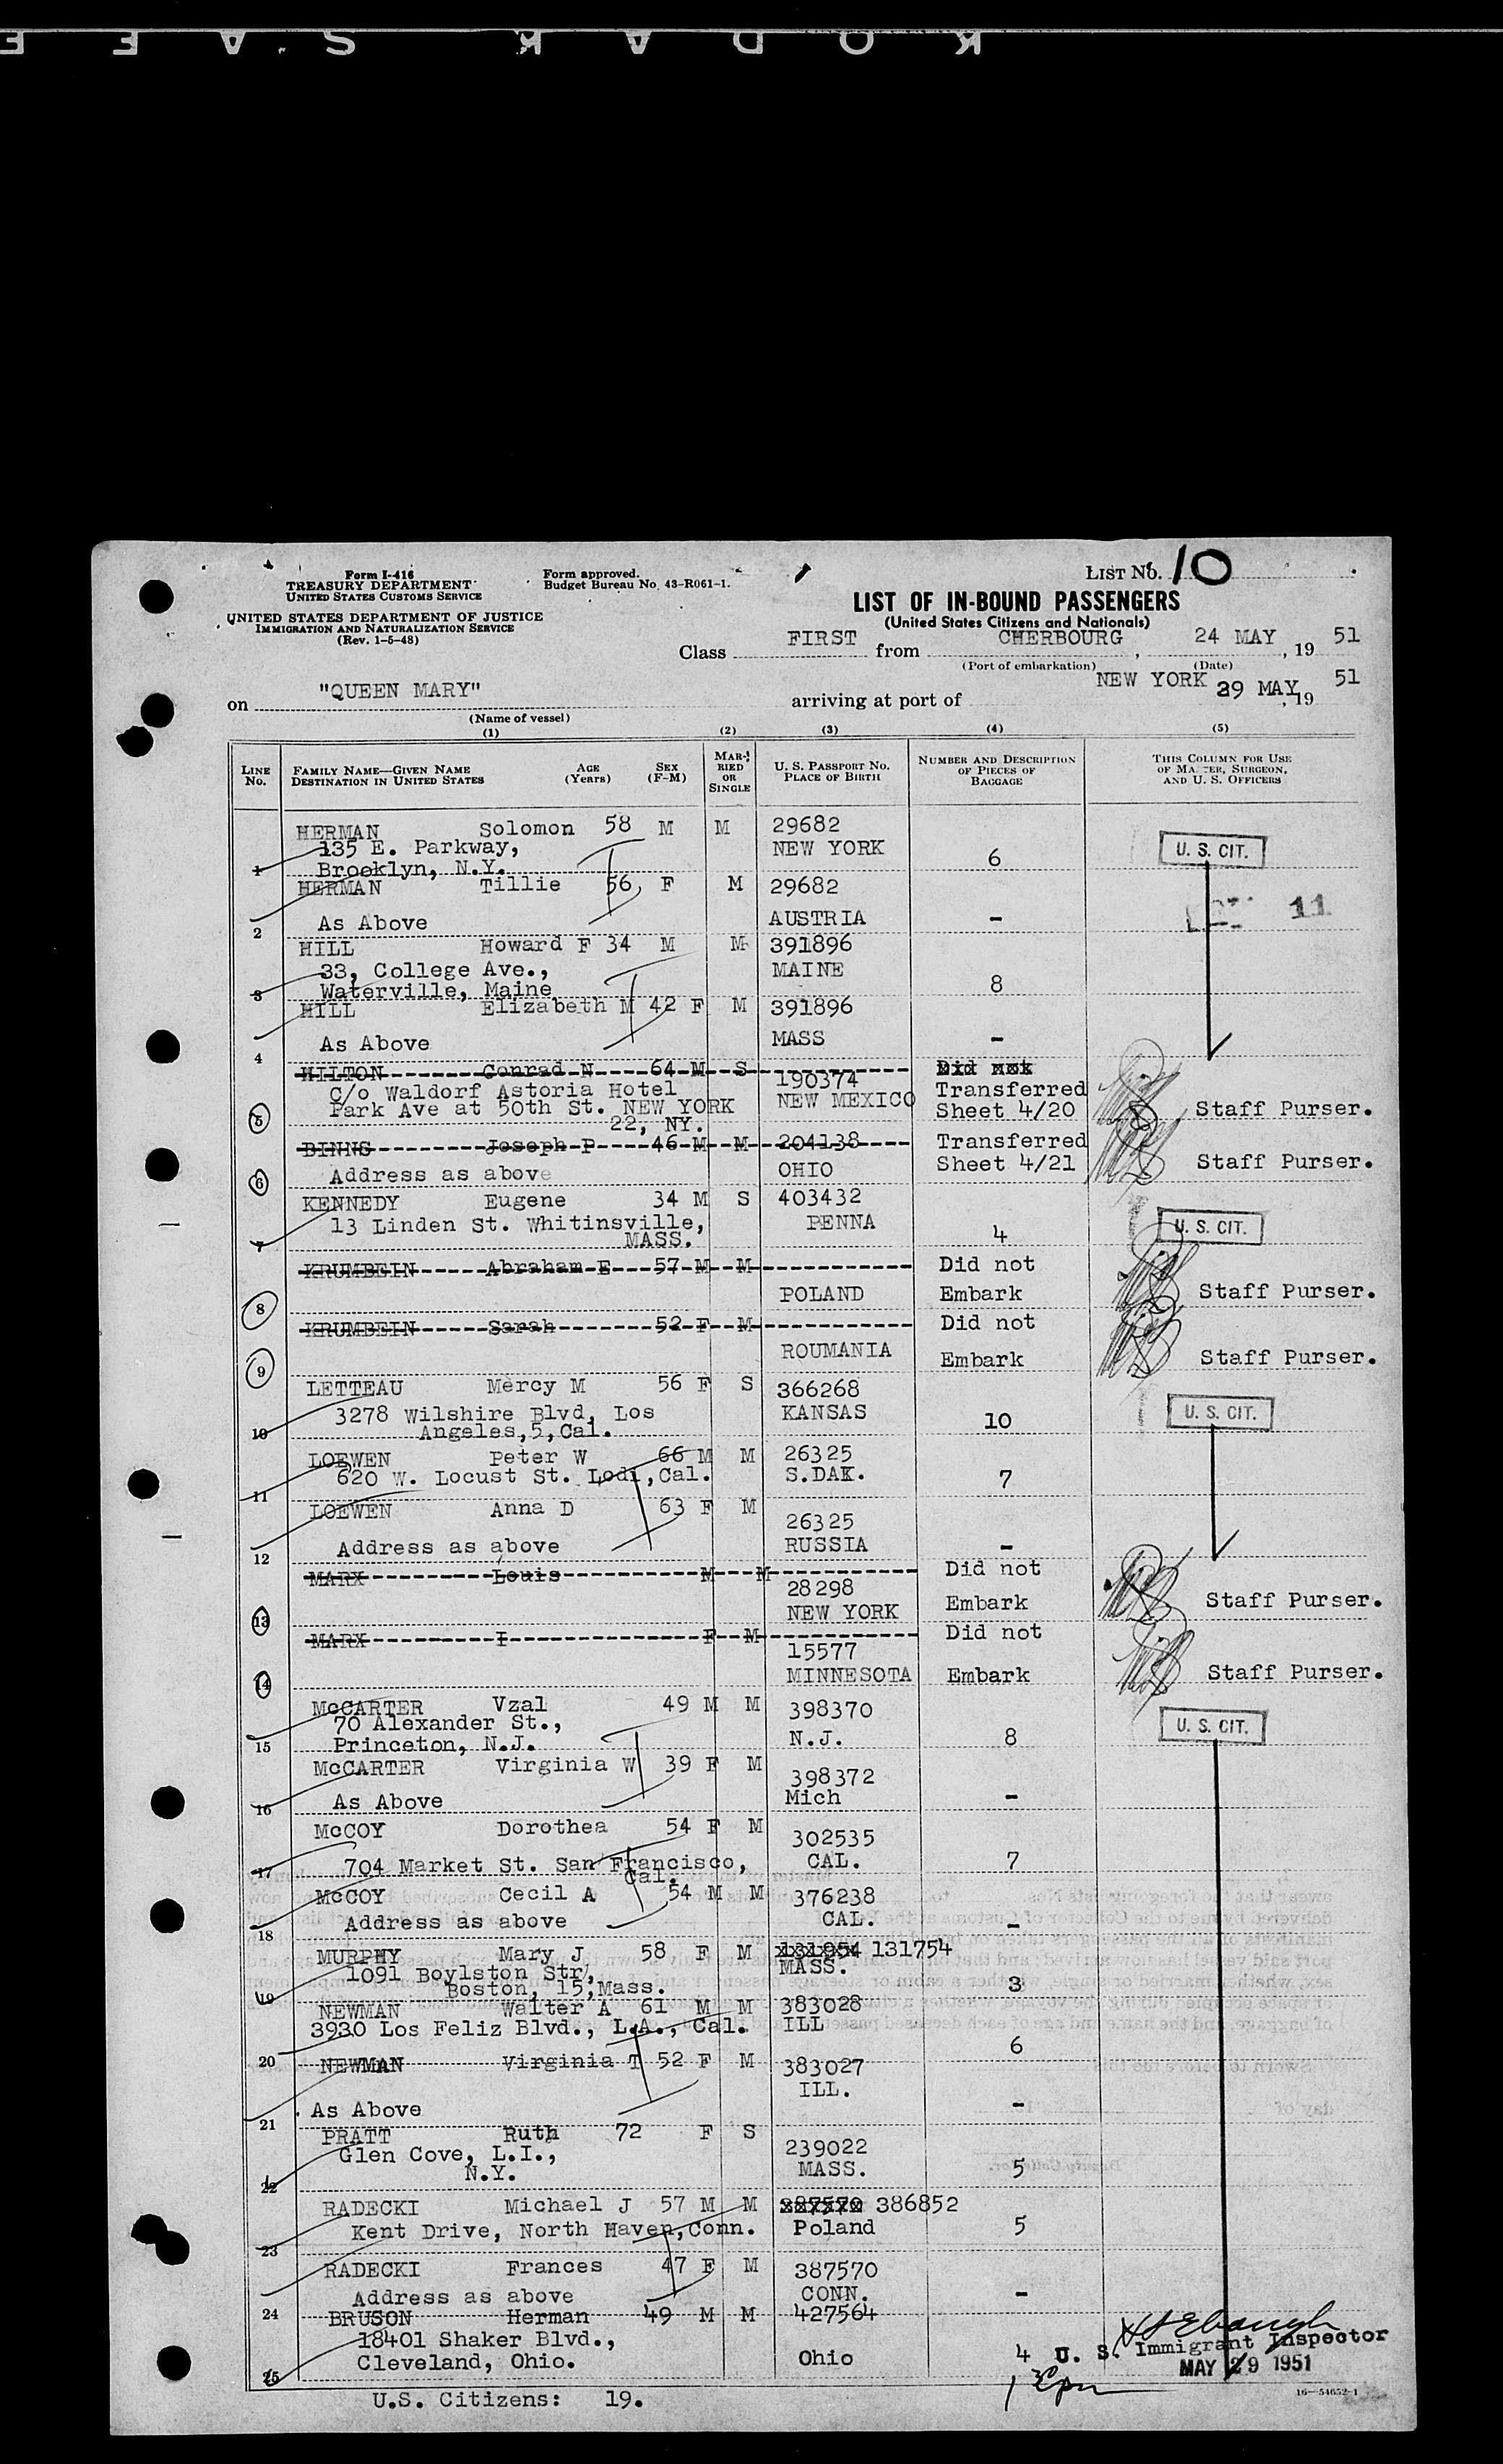 KODAK SAFE
Form I-416
TREASURY DEPARTMENT
UNITED STATES CUSTOMS SERVICE
UNITED STATES DEPARTMENT OF JUSTICE
IMMIGRATION AND NATURALIZATION SERVICE
(Rev. 1-5-48)
Form approved.
Budget Bureau No. 43-R061-1.
LIST No. 10
LIST OF IN-BOUND PASSENGERS
(United States Citizens and Nationals)
Class FIRST from CHERBOURG, 24 MAY, 19 51
(Port of embarkation) (Date)
on "QUEEN MARY" arriving at port of NEW YORK 29 MAY, 19 51
(Name of vessel)
(1) (2) (3) (4) (5)
LINE No. FAMILY NAME—GIVEN NAME DESTINATION IN UNITED STATES AGE (Years) SEX (F-M) MARRIED OR SINGLE U. S. PASSPORT NO. PLACE OF BIRTH NUMBER AND DESCRIPTION OF PIECES OF BAGGAGE THIS COLUMN FOR USE OF MASTER, SURGEON, AND U. S. OFFICERS
HERMAN Solomon 58 M M 29682
135 E. Parkway, NEW YORK U. S. CIT.
1 Brooklyn, N.Y. 6
HERMAN Tillie 56 F M 29682
As Above AUSTRIA - 11
2
HILL Howard F 34 M M 391896
33, College Ave., MAINE
3 Waterville, Maine 8
HILL Elizabeth M 42 F M 391896
As Above MASS -
4
HILTON Conrad N 64 M S 190374 Did not
C/o Waldorf Astoria Hotel NEW MEXICO Transferred
5 Park Ave at 50th St. NEW YORK Sheet 4/20 Staff Purser.
22, NY.
BINNS Joseph P 46 M M 204138 Transferred
6 Address as above OHIO Sheet 4/21 Staff Purser.
KENNEDY Eugene 34 M S 403432
13 Linden St. Whitinsville, PENNA 4 U. S. CIT.
7 MASS.
KRUMBEIN Abraham E 57 M M Did not
8 POLAND Embark Staff Purser.
KRUMBEIN Sarah 52 F M Did not
9 ROUMANIA Embark Staff Purser.
LETTEAU Mercy M 56 F S 366268
3278 Wilshire Blvd, Los KANSAS 10 U. S. CIT.
10 Angeles,5,Cal.
LOEWEN Peter W 66 M M 26325
620 W. Locust St. Lodi,Cal. S.DAK. 7
11
LOEWEN Anna D 63 F M 26325
Address as above RUSSIA -
12
MARX Louis M M 28298 Did not
13 NEW YORK Embark Staff Purser.
MARX I F M 15577 Did not
14 MINNESOTA Embark Staff Purser.
McCARTER Vzal 49 M M 398370
70 Alexander St., N.J. 8 U. S. CIT.
15 Princeton, N.J.
McCARTER Virginia W 39 F M 398372
16 As Above Mich -
McCOY Dorothea 54 F M 302535
17 704 Market St. San Francisco, CAL. 7
Cal.
McCOY Cecil A 54 M M 376238
Address as above CAL. -
18
MURPHY Mary J 58 F M 131954 131754
1091 Boylston Str, MASS.
19 Boston, 15,Mass. 3
NEWMAN Walter A 61 M M 383028
3930 Los Feliz Blvd., L.A., Cal. ILL
20 6
NEWMAN Virginia T 52 F M 383027
ILL.
As Above -
21
PRATT Ruth 72 F S 239022
Glen Cove, L.I., MASS. 5
22 N.Y.
RADECKI Michael J 57 M M 387570 386852
Kent Drive, North Haven,Conn. Poland 5
23
RADECKI Frances 47 F M 387570
Address as above CONN. -
24
BRUSON Herman 49 M M 427564
18401 Shaker Blvd.,
25 Cleveland, Ohio. Ohio 4
U. S. Immigrant Inspector
MAY 29 1951
U.S. Citizens: 19.
16—54652-1